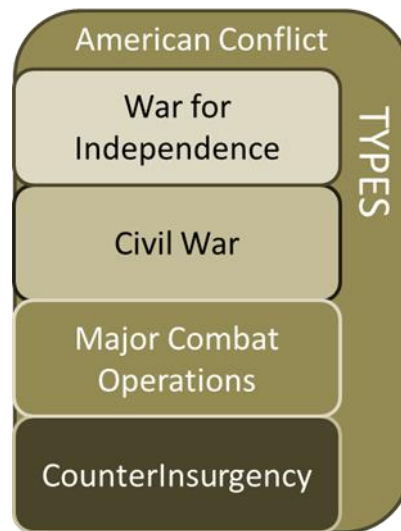 American Conflict
TYPES
War for
Independence
Civil War
Major Combat
Operations
CounterInsurgency